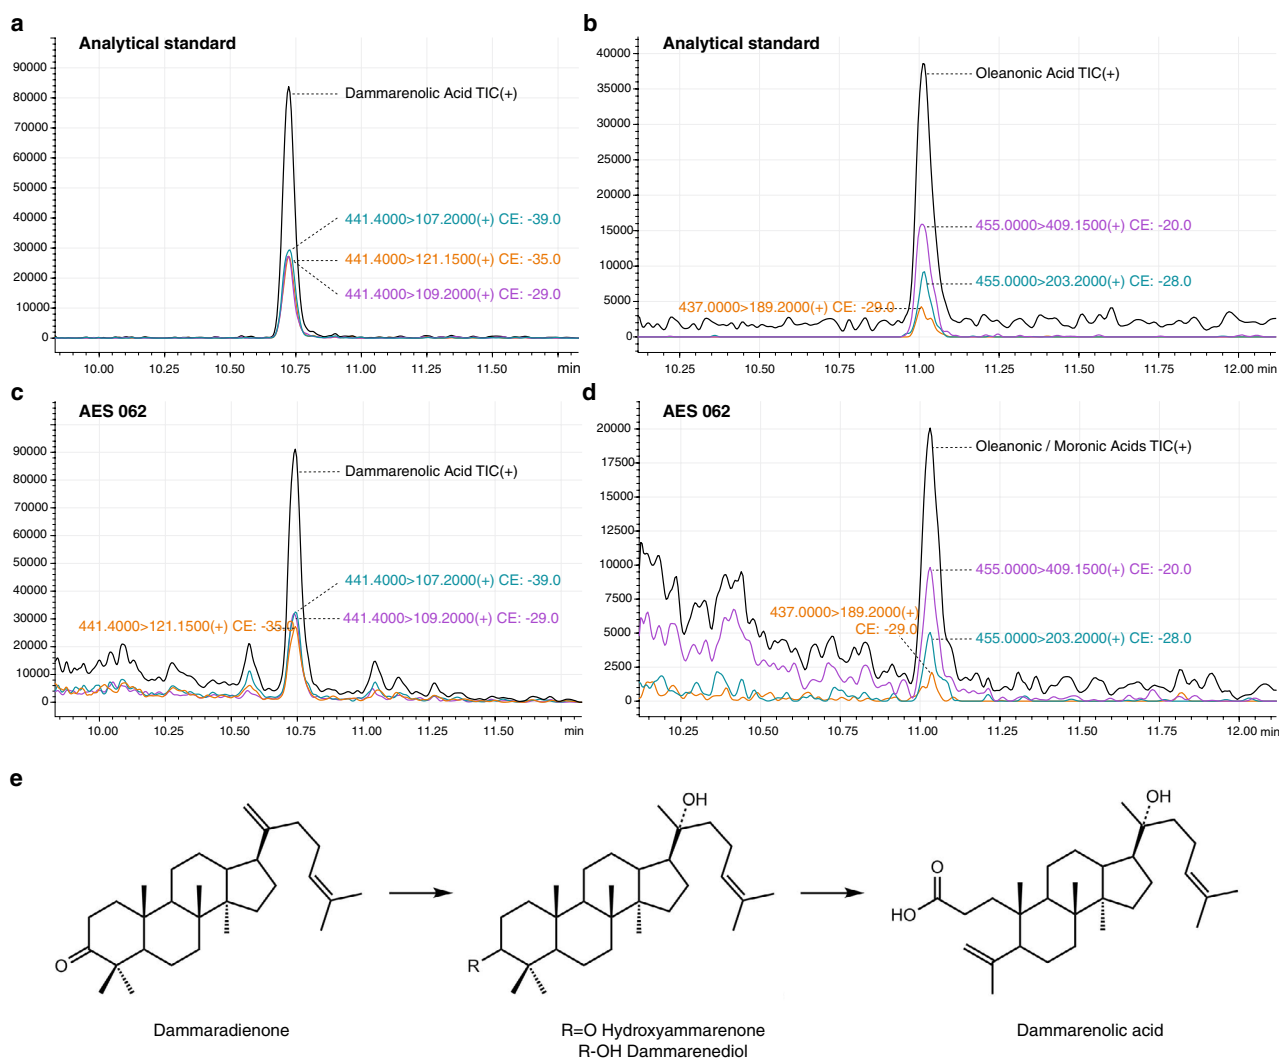 a
Analytical standard
90000
80000
70000
60000
50000
40000
30000
20000
10000
0
Dammarenolic Acid TIC(+)
441.4000>107.2000(+) CE: -39.0
441.4000>121.1500(+) CE: -35.0
441.4000>109.2000(+) CE: -29.0
10.00 10.25 10.50 10.75 11.00 11.25 11.50 min
b
Analytical standard
40000
35000
30000
25000
20000
15000
10000
5000
0
Oleanonic Acid TIC(+)
455.0000>409.1500(+) CE: -20.0
455.0000>203.2000(+) CE: -28.0
437.0000>189.2000(+) CE: -29.0
10.25 10.50 10.75 11.00 11.25 11.50 11.75 12.00 min
c
AES 062
90000
80000
70000
60000
50000
40000
30000
20000
10000
0
Dammarenolic Acid TIC(+)
441.4000>107.2000(+) CE: -39.0
441.4000>109.2000(+) CE: -29.0
441.4000>121.1500(+) CE: -35.0
10.00 10.25 10.50 10.75 11.00 11.25 11.50 min
d
AES 062
20000
17500
15000
12500
10000
7500
5000
2500
0
Oleanonic / Moronic Acids TIC(+)
455.0000>409.1500(+) CE: -20.0
437.0000>189.2000(+)
CE: -29.0
455.0000>203.2000(+) CE: -28.0
10.25 10.50 10.75 11.00 11.25 11.50 11.75 12.00 min
e
O
Dammaradienone
OH
R
R=O Hydroxyammarenone
R-OH Dammarenediol
OH
O
HO
Dammarenolic acid